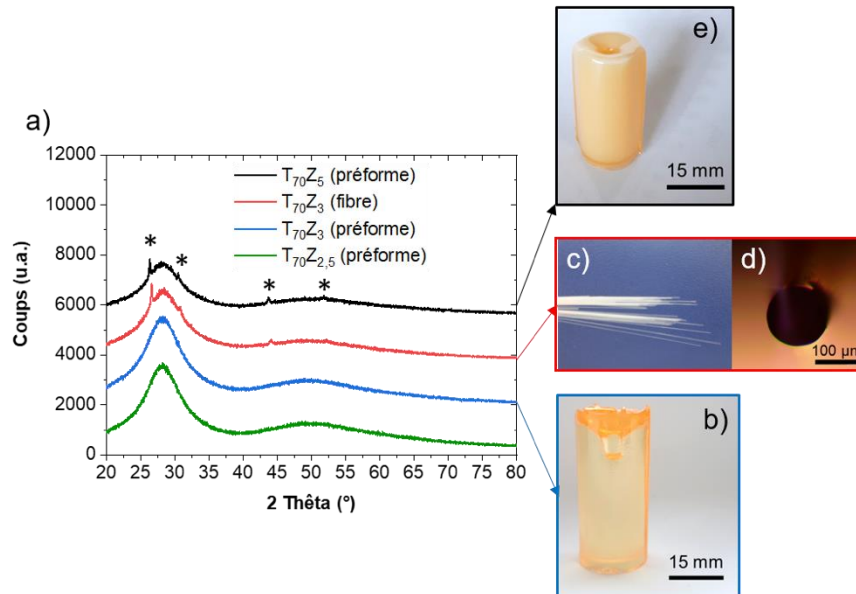 a)
12000
10000
8000
6000
4000
2000
0
Coups (u.a.)
T₇₀Z₅ (préforme)
T₇₀Z₃ (fibre)
T₇₀Z₃ (préforme)
T₇₀Z₂,₅ (préforme)
* * * *
20 25 30 35 40 45 50 55 60 65 70 75 80
2 Thêta (°)
e)
15 mm
c)
d)
100 µm
b)
15 mm